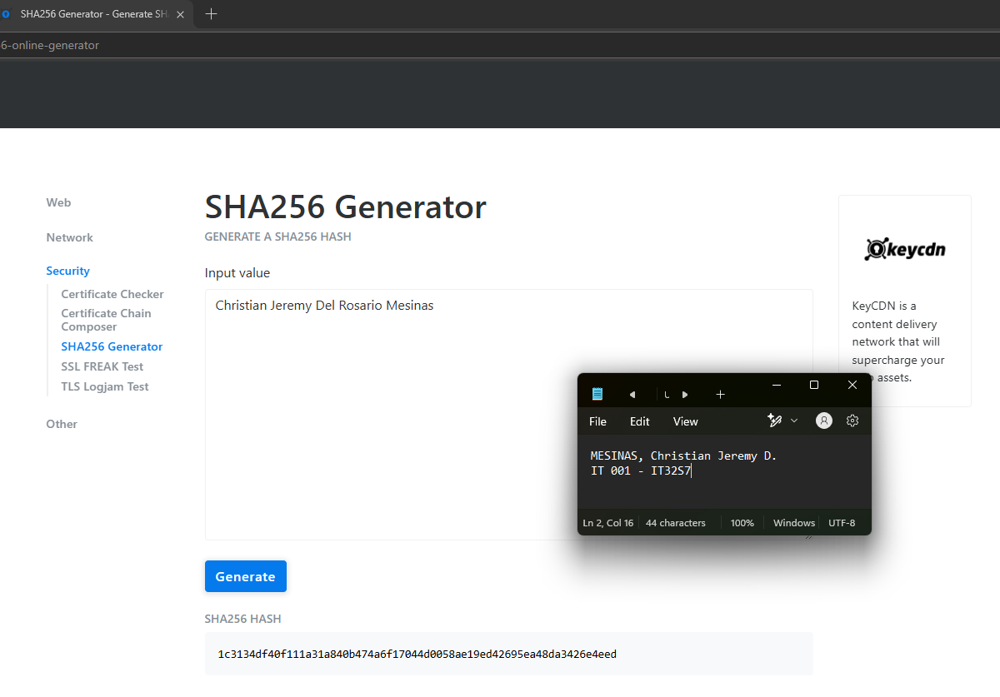 SHA256 Generator - Generate SH
6-online-generator
Web
Network
Security
Certificate Checker
Certificate Chain
Composer
SHA256 Generator
SSL FREAK Test
TLS Logjam Test
Other
SHA256 Generator
GENERATE A SHA256 HASH
Input value
Christian Jeremy Del Rosario Mesinas
Generate
SHA256 HASH
1c3134df40f111a31a840b474a6f17044d0058ae19ed42695ea48da3426e4eed
keycdn
KeyCDN is a
content delivery
network that will
supercharge your
assets.
File Edit View
MESINAS, Christian Jeremy D.
IT 001 - IT32S7
Ln 2, Col 16 44 characters 100% Windows UTF-8